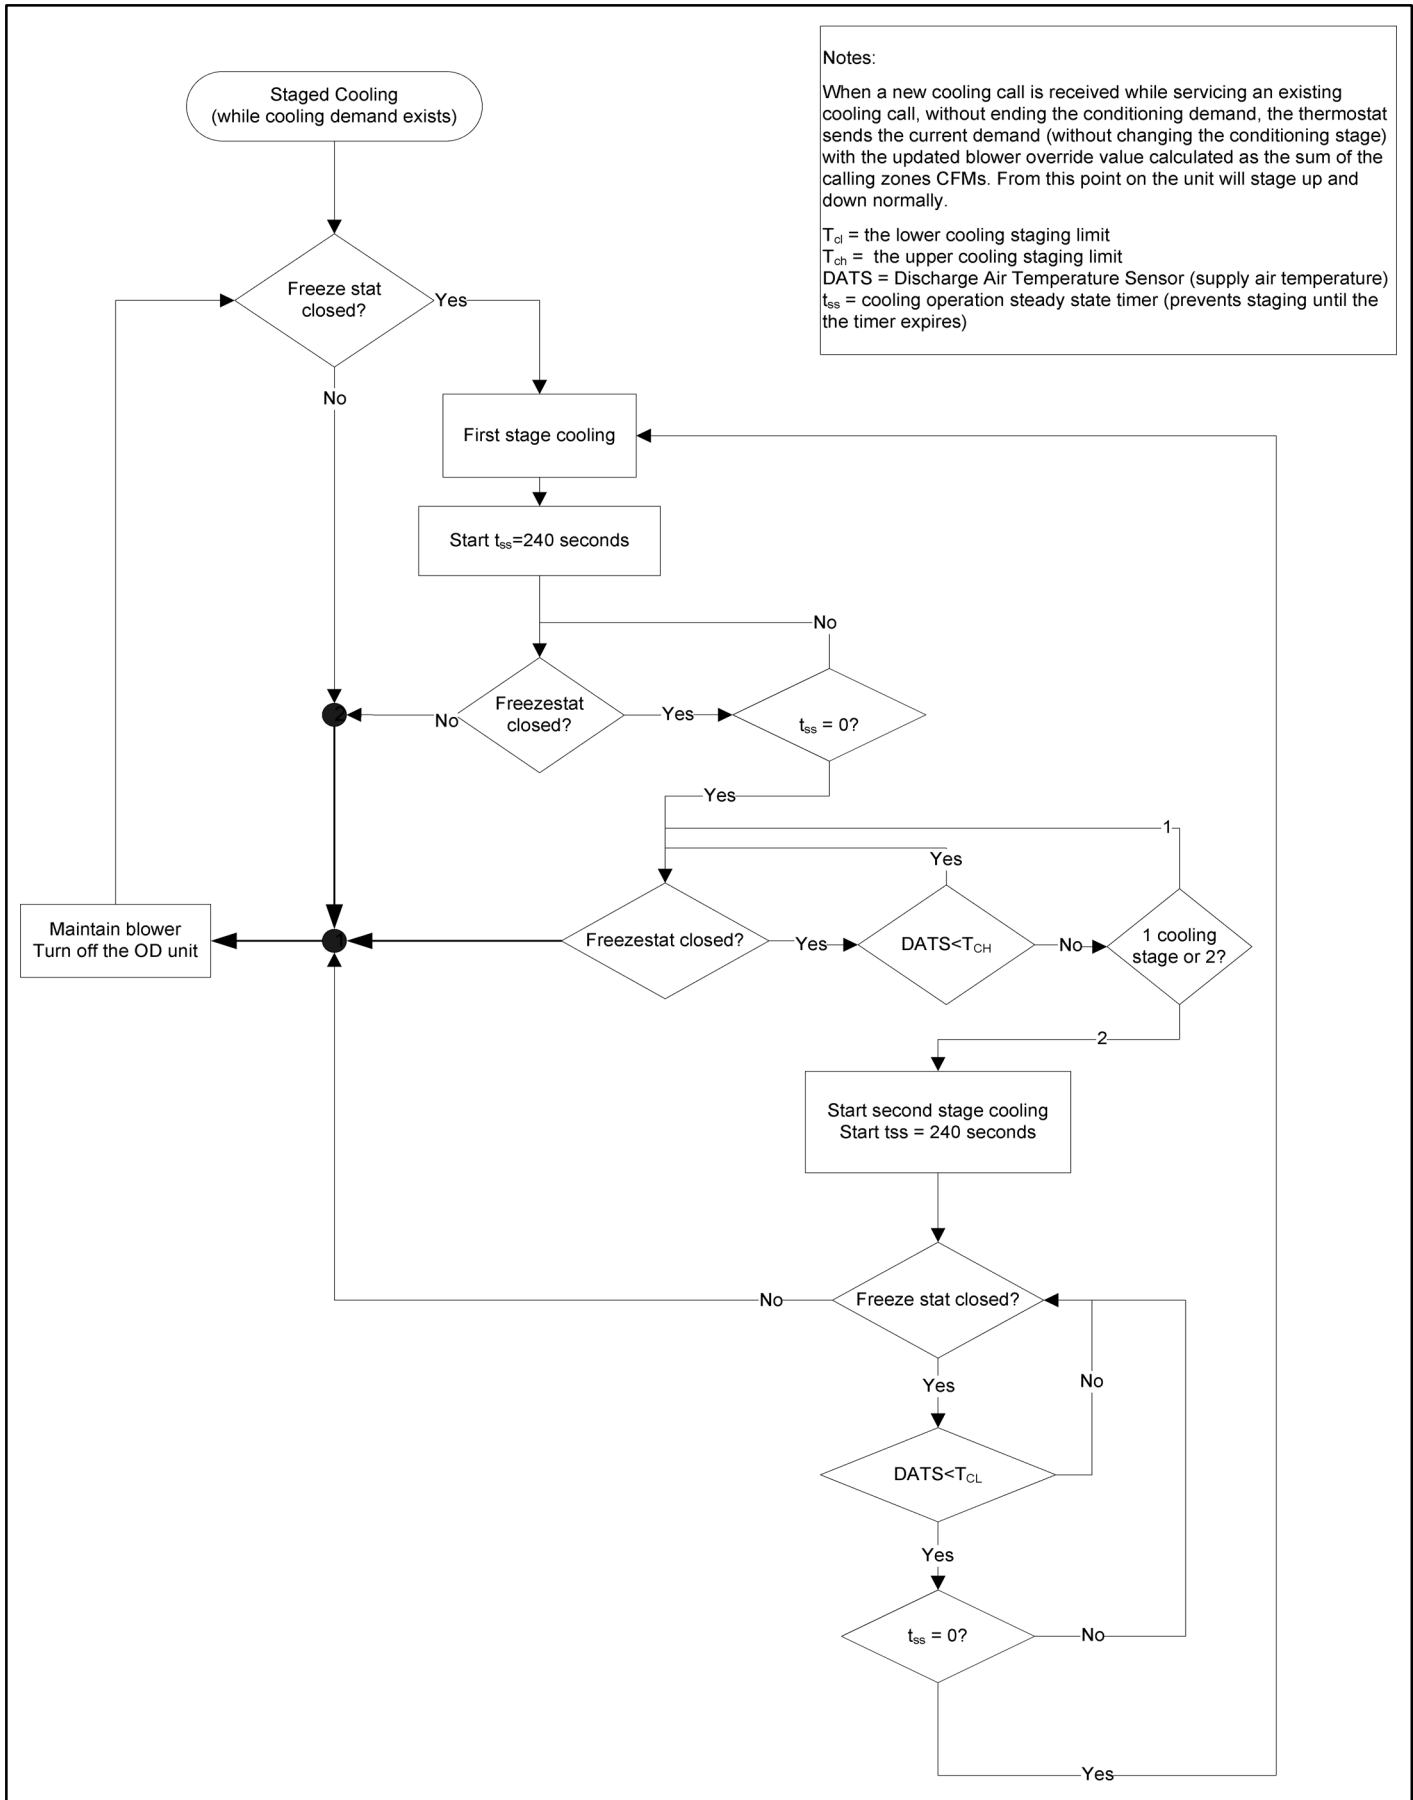 Staged Cooling
(while cooling demand exists)
Notes:
When a new cooling call is received while servicing an existing
cooling call, without ending the conditioning demand, the thermostat
sends the current demand (without changing the conditioning stage)
with the updated blower override value calculated as the sum of the
calling zones CFMs. From this point on the unit will stage up and
down normally.
Tcl = the lower cooling staging limit
Tch = the upper cooling staging limit
DATS = Discharge Air Temperature Sensor (supply air temperature)
tss = cooling operation steady state timer (prevents staging until the
the timer expires)
Freeze stat
closed?
Yes
No
First stage cooling
Start tss=240 seconds
No
Freezestat
closed?
No
Yes
tss = 0?
2
Yes
1
Yes
Maintain blower
Turn off the OD unit
1
Freezestat closed?
Yes
DATS<TCH
No
1 cooling
stage or 2?
2
Start second stage cooling
Start tss = 240 seconds
No
Freeze stat closed?
Yes
No
DATS<TCL
Yes
tss = 0?
No
Yes